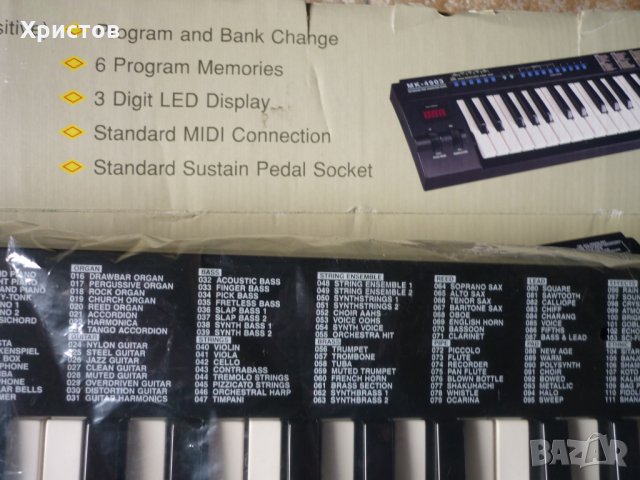 Христов
sitive)
Program and Bank Change
6 Program Memories
3 Digit LED Display
Standard MIDI Connection
Standard Sustain Pedal Socket
MK-4903
ORGAN
016 DRAWBAR ORGAN
017 PERGUSSIVE ORGAN
018 ROCK ORGAN
019 CHURCH ORGAN
020 REED ORGAN
021 ACCORDION
022 HARMONICA
023 TANGO ACCORDION
GUITAR
024 NYLON GUITAR
025 STEEL GUITAR
026 JAZZ GUITAR
027 CLEAN GUITAR
028 MUTED GUITAR
029 OVERDRIVEN GUITAR
030 DISTORTION GUITAR
031 GUITAR HARMONICS
BASS
032 ACOUSTIC BASS
033 FINGER BASS
034 PICK BASS
035 FRETLESS BASS
036 SLAP BASS 1
037 SLAP BASS 2
038 SYNTH BASS 1
039 SYNTH BASS 2
STRINGS
040 VIOLIN
041 VIOLA
042 CELLO
043 CONTRABASS
044 TREMOLO STRINGS
045 PIZZICATO STRINGS
046 ORCHESTRAL HARP
047 TIMPANI
STRING ENSEMBLE
048 STRING ENSEMBLE 1
049 STRING ENSEMBLE 2
050 SYNTHSTRINGS 1
051 SYNTHSTRINGS 2
052 CHOIR AAHS
053 VOICE OOHS
054 SYNTH VOICE
055 ORCHESTRA HIT
BRASS
056 TRUMPET
057 TROMBONE
058 TUBA
059 MUTED TRUMPET
060 FRENCH HORN
061 BRASS SECTION
062 SYNTHBRASS 1
063 SYNTHBRASS 2
REED
064 SOPRANO SAX
065 ALTO SAX
066 TENOR SAX
067 BARITONE SAX
068 OBOE
069 ENGLISH HORN
070 BASSOON
071 CLARINET
PIPE
072 PICCOLO
073 FLUTE
074 RECORDER
075 PAN FLUTE
076 BLOWN BOTTLE
077 SHAKUACHI
078 WHISTLE
079 OCARINA
LEAD
080 SQUARE
081 SAWTOOTH
082 CALLIOPE
083 CHIFF
084 CHARANG
085 VOICE
086 FIFTHS
087 BASS & LEAD
088 NEW AGE
089 WARM
090 POLYSYNTH
091 CHOIR
092 BOWED
093 METALLIC
094 HALO
095 SWEEP
BAZAR